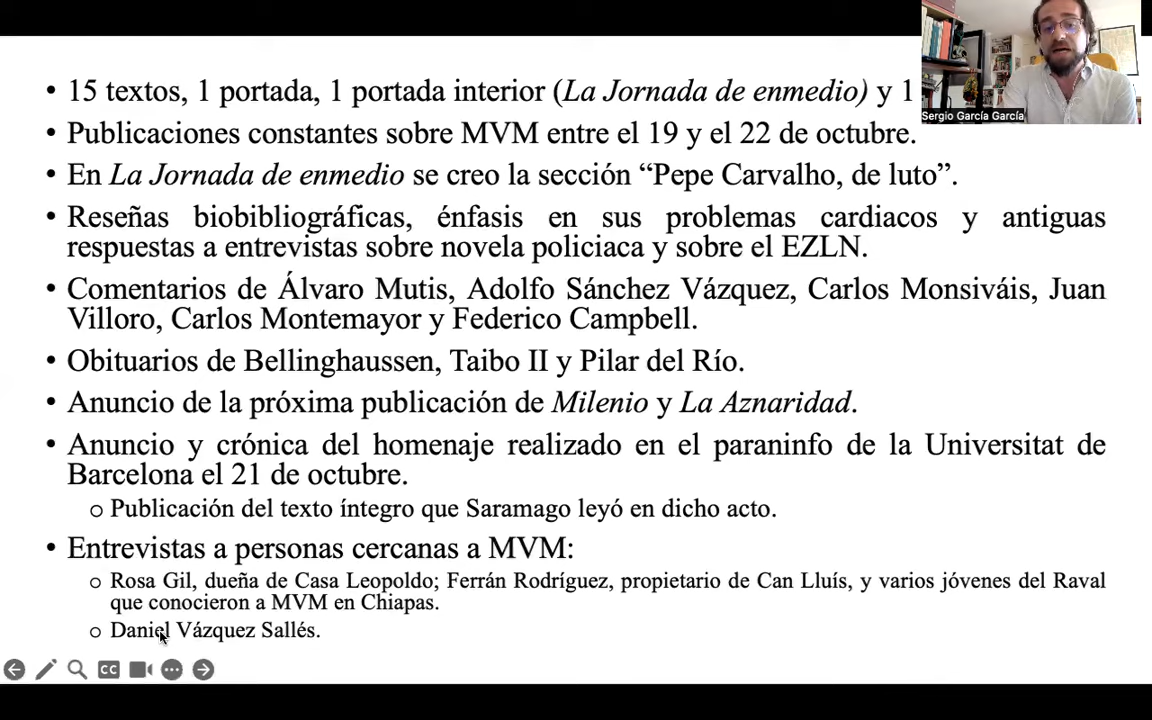 • 15 textos, 1 portada, 1 portada interior (La Jornada de enmedio) y 1
Sergio García García
• Publicaciones constantes sobre MVM entre el 19 y el 22 de octubre.
• En La Jornada de enmedio se creo la sección “Pepe Carvalho, de luto”.
• Reseñas biobibliográficas, énfasis en sus problemas cardiacos y antiguas
respuestas a entrevistas sobre novela policiaca y sobre el EZLN.
• Comentarios de Álvaro Mutis, Adolfo Sánchez Vázquez, Carlos Monsiváis, Juan
Villoro, Carlos Montemayor y Federico Campbell.
• Obituarios de Bellinghaussen, Taibo II y Pilar del Río.
• Anuncio de la próxima publicación de Milenio y La Aznaridad.
• Anuncio y crónica del homenaje realizado en el paraninfo de la Universitat de
Barcelona el 21 de octubre.
o Publicación del texto íntegro que Saramago leyó en dicho acto.
• Entrevistas a personas cercanas a MVM:
o Rosa Gil, dueña de Casa Leopoldo; Ferrán Rodríguez, propietario de Can Lluís, y varios jóvenes del Raval
que conocieron a MVM en Chiapas.
o Daniel Vázquez Sallés.
CC